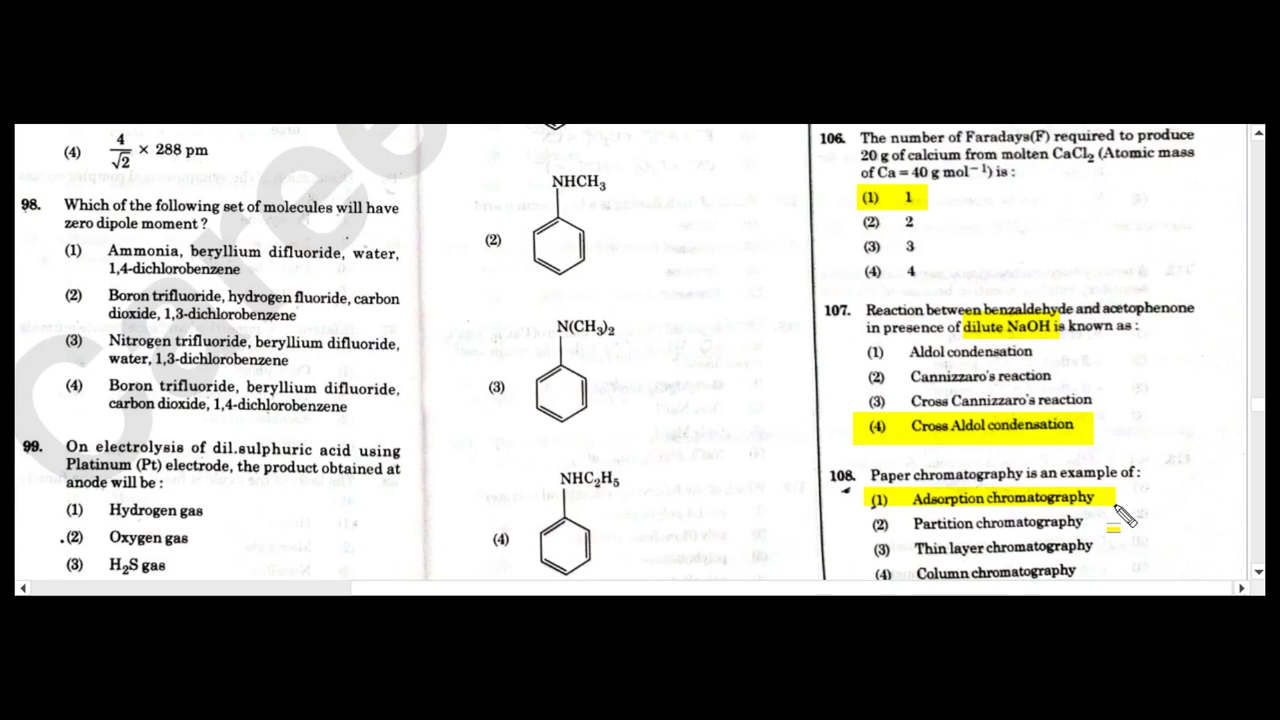 (4) 4/√2 × 288 pm
98. Which of the following set of molecules will have
zero dipole moment ?
(1) Ammonia, beryllium difluoride, water,
1,4-dichlorobenzene
(2) Boron trifluoride, hydrogen fluoride, carbon
dioxide, 1,3-dichlorobenzene
(3) Nitrogen trifluoride, beryllium difluoride,
water, 1,3-dichlorobenzene
(4) Boron trifluoride, beryllium difluoride,
carbon dioxide, 1,4-dichlorobenzene
99. On electrolysis of dil.sulphuric acid using
Platinum (Pt) electrode, the product obtained at
anode will be :
(1) Hydrogen gas
(2) Oxygen gas
(3) H₂S gas
NHCH₃
(2)
N(CH₃)₂
(3)
NHC₂H₅
(4)
106. The number of Faradays(F) required to produce
20 g of calcium from molten CaCl₂ (Atomic mass
of Ca = 40 g mol⁻¹) is :
(1) 1
(2) 2
(3) 3
(4) 4
107. Reaction between benzaldehyde and acetophenone
in presence of dilute NaOH is known as :
(1) Aldol condensation
(2) Cannizzaro's reaction
(3) Cross Cannizzaro's reaction
(4) Cross Aldol condensation
108. Paper chromatography is an example of :
(1) Adsorption chromatography
(2) Partition chromatography
(3) Thin layer chromatography
(4) Column chromatography